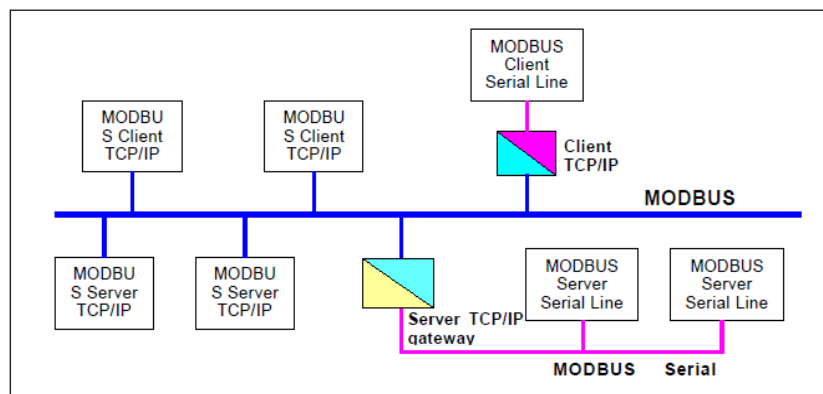 MODBUS
Client
Serial Line
MODBU
S Client
TCP/IP
MODBU
S Client
TCP/IP
Client
TCP/IP
MODBUS
MODBU
S Server
TCP/IP
MODBU
S Server
TCP/IP
Server TCP/IP
gateway
MODBUS
Server
Serial Line
MODBUS
Server
Serial Line
MODBUS Serial